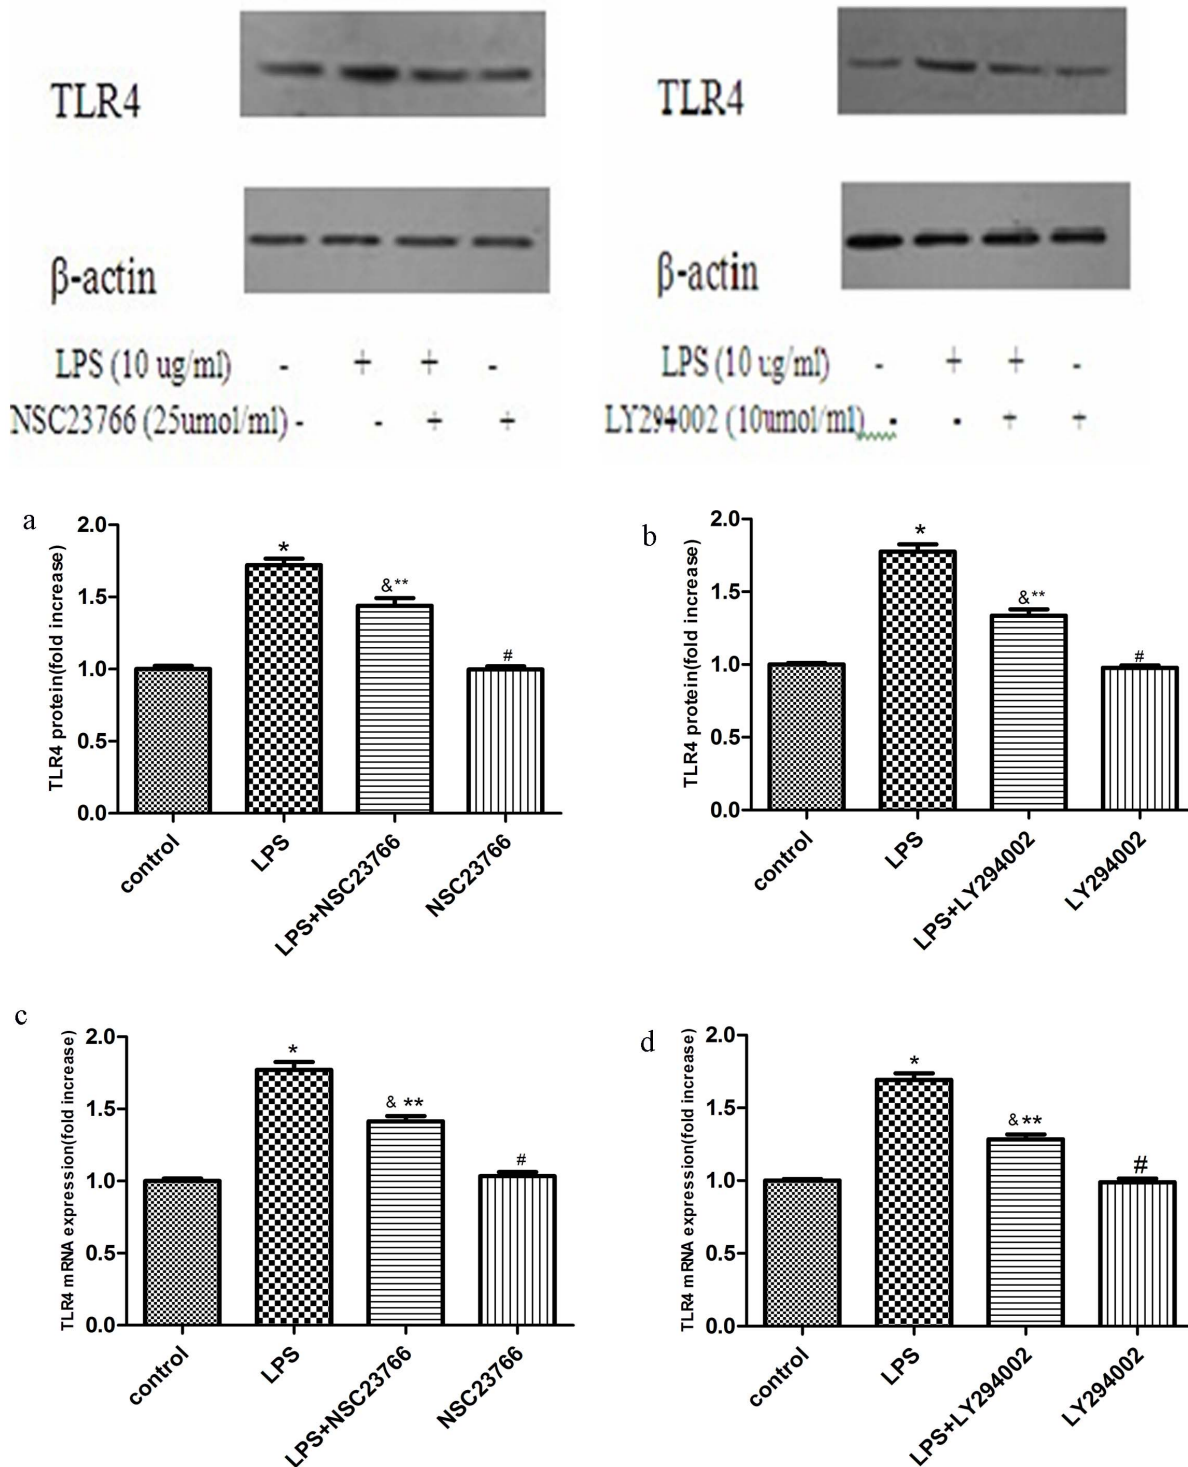 TLR4
β-actin
LPS (10 ug/ml) - + + -
NSC23766 (25umol/ml) - - + +
TLR4
β-actin
LPS (10 ug/ml) - + + -
LY294002 (10umol/ml) - - + +
a
TLR4 protein(fold increase)
2.0
1.5
1.0
0.5
0.0
*
&**
#
control
LPS
LPS+NSC23766
NSC23766
b
TLR4 protein(fold increase)
2.0
1.5
1.0
0.5
0.0
*
&**
#
control
LPS
LPS+LY294002
LY294002
c
TLR4 mRNA expression(fold increase)
2.0
1.5
1.0
0.5
0.0
*
& **
#
control
LPS
LPS+NSC23766
NSC23766
d
TLR4 mRNA expression(fold increase)
2.0
1.5
1.0
0.5
0.0
*
&**
#
control
LPS
LPS+LY294002
LY294002